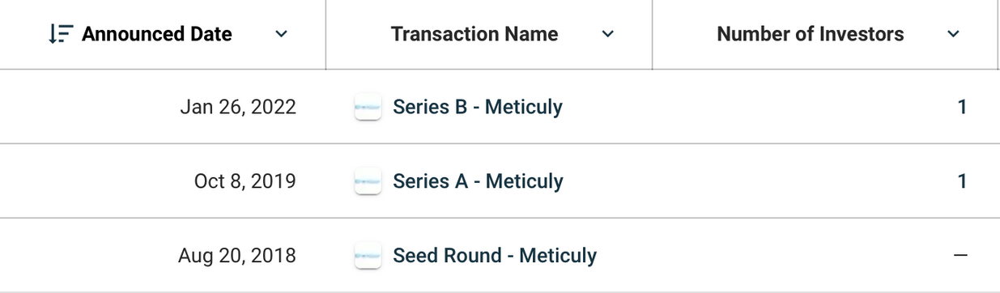 Announced Date Transaction Name Number of Investors
Jan 26, 2022 Series B - Meticuly 1
Oct 8, 2019 Series A - Meticuly 1
Aug 20, 2018 Seed Round - Meticuly —